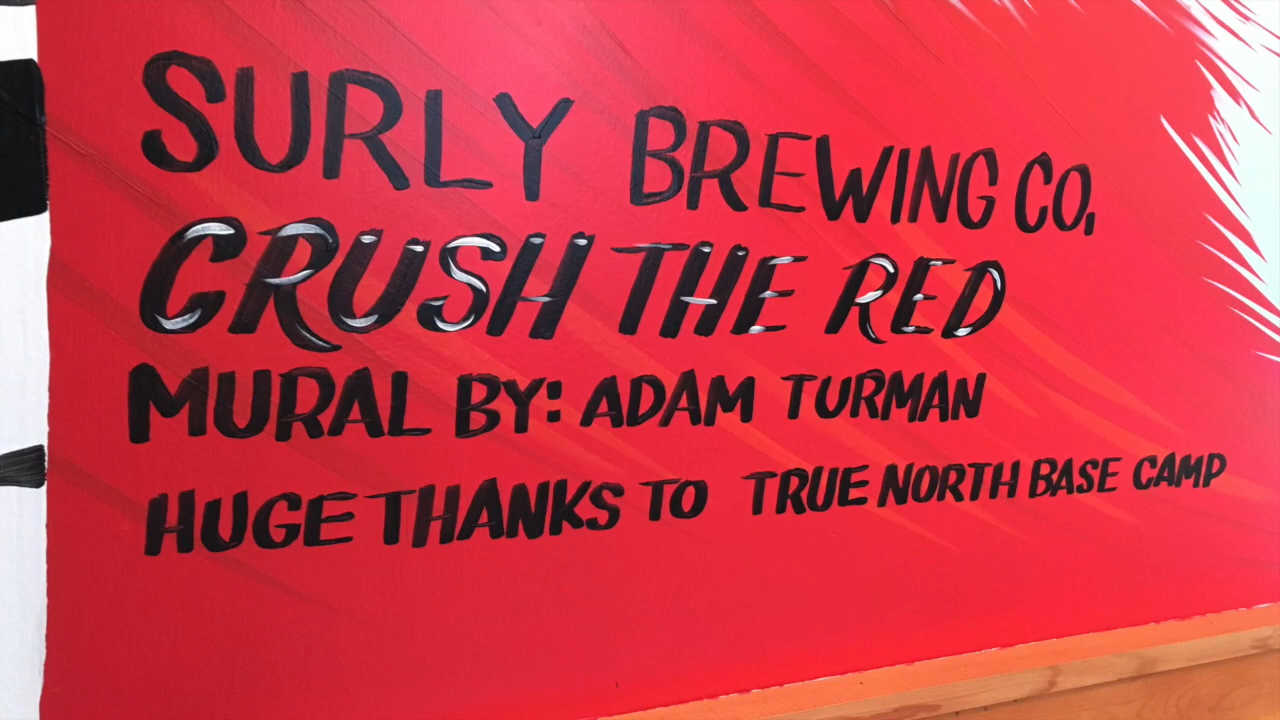 SURLY BREWING CO.
CRUSH THE RED
MURAL BY: ADAM TURMAN
HUGE THANKS TO TRUE NORTH BASE CAMP